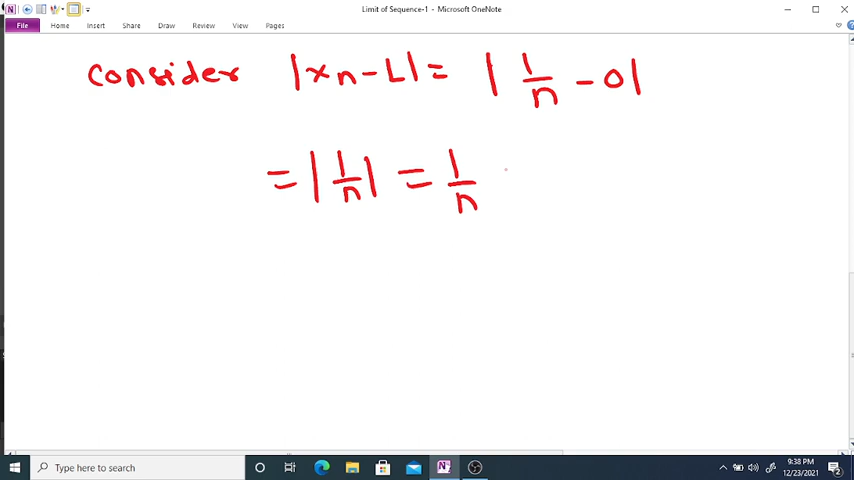 Limit of Sequence-1 - Microsoft OneNote
File Home Insert Share Draw Review View Pages
consider |xn - L| = | 1/n - 0|
= | 1/n | = 1/n
Type here to search
9:38 PM
12/23/2021
2